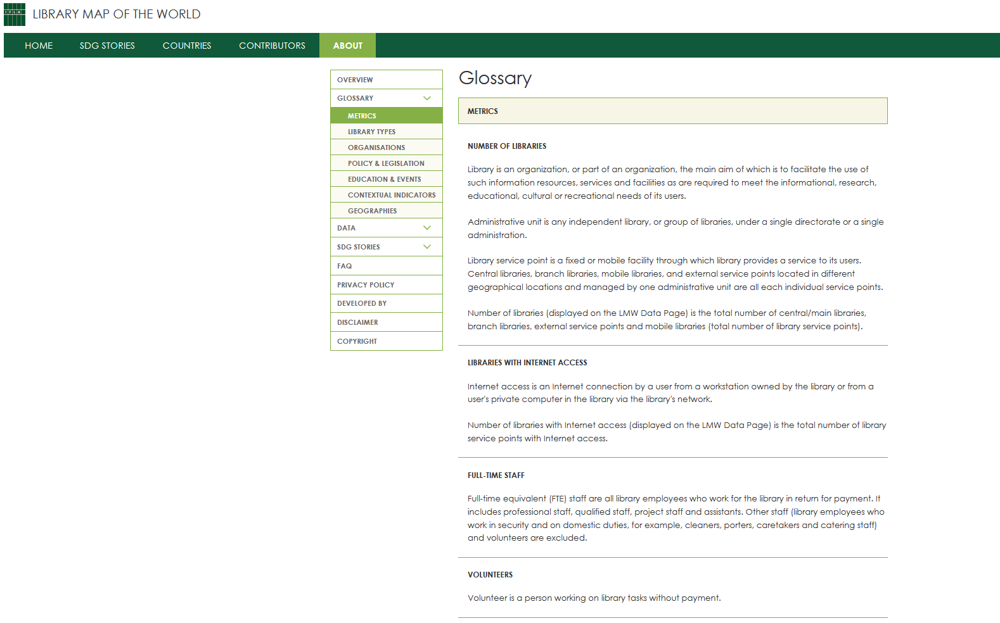 IFLA
LIBRARY MAP OF THE WORLD
HOME
SDG STORIES
COUNTRIES
CONTRIBUTORS
ABOUT
OVERVIEW
GLOSSARY
METRICS
LIBRARY TYPES
ORGANISATIONS
POLICY & LEGISLATION
EDUCATION & EVENTS
CONTEXTUAL INDICATORS
GEOGRAPHIES
DATA
SDG STORIES
FAQ
PRIVACY POLICY
DEVELOPED BY
DISCLAIMER
COPYRIGHT
Glossary
METRICS
NUMBER OF LIBRARIES
Library is an organization, or part of an organization, the main aim of which is to facilitate the use of
such information resources, services and facilities as are required to meet the informational, research,
educational, cultural or recreational needs of its users.
Administrative unit is any independent library, or group of libraries, under a single directorate or a single
administration.
Library service point is a fixed or mobile facility through which library provides a service to its users.
Central libraries, branch libraries, mobile libraries, and external service points located in different
geographical locations and managed by one administrative unit are all each individual service points.
Number of libraries (displayed on the LMW Data Page) is the total number of central/main libraries,
branch libraries, external service points and mobile libraries (total number of library service points).
LIBRARIES WITH INTERNET ACCESS
Internet access is an Internet connection by a user from a workstation owned by the library or from a
user's private computer in the library via the library's network.
Number of libraries with Internet access (displayed on the LMW Data Page) is the total number of library
service points with Internet access.
FULL-TIME STAFF
Full-time equivalent (FTE) staff are all library employees who work for the library in return for payment. It
includes professional staff, qualified staff, project staff and assistants. Other staff (library employees who
work in security and on domestic duties, for example, cleaners, porters, caretakers and catering staff)
and volunteers are excluded.
VOLUNTEERS
Volunteer is a person working on library tasks without payment.